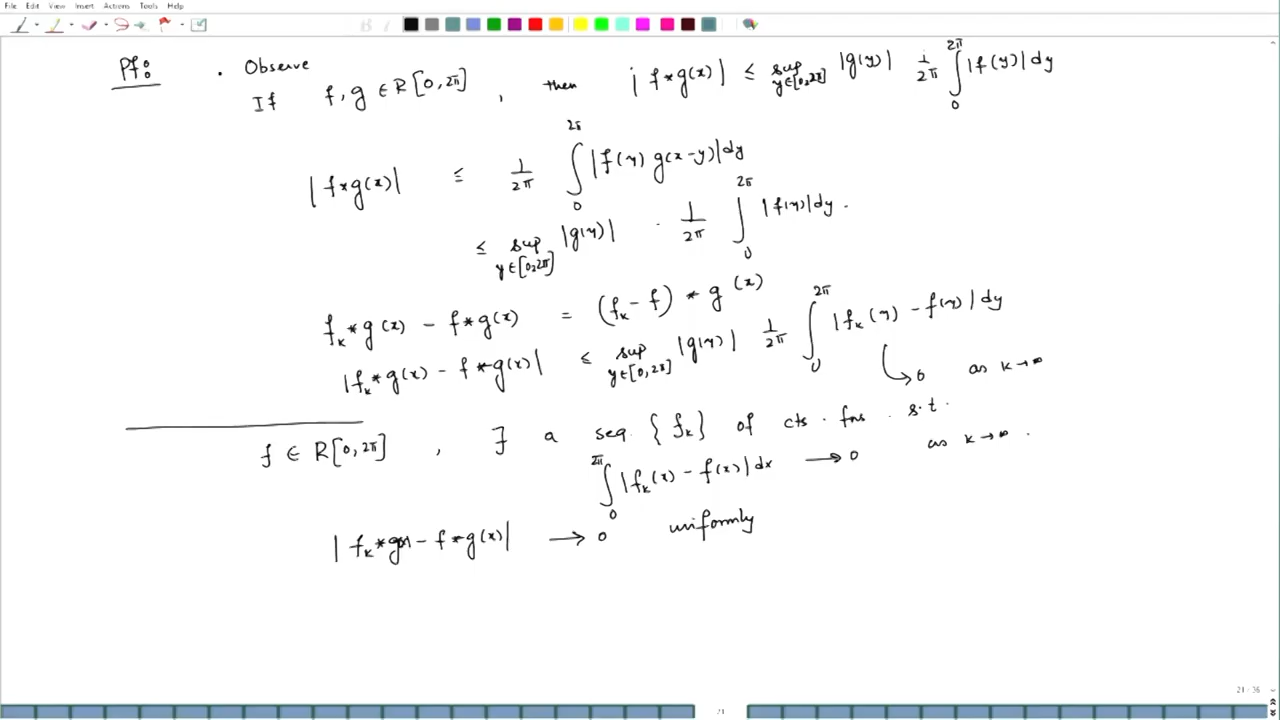 File Edit View Insert Actions Tools Help
Pf: . Observe
If f, g ∈ R[0, 2π] , then |f*g(x)| ≤ sup_{y∈[0,2π]} |g(y)| 1/2π ∫_0^{2π} |f(y)| dy
|f*g(x)| ≤ 1/2π ∫_0^{2π} |f(y) g(x-y)| dy
≤ sup_{y∈[0,2π]} |g(y)| · 1/2π ∫_0^{2π} |f(y)| dy .
f_k * g(x) - f*g(x) = (f_k - f) * g (x)
|f_k * g(x) - f*g(x)| ≤ sup_{y∈[0,2π]} |g(y)| 1/2π ∫_0^{2π} |f_k(y) - f(y)| dy
↳ 0 as k→∞
f ∈ R[0, 2π] , ∃ a seq. {f_k} of cts. fns. s.t.
∫_0^{2π} |f_k(x) - f(x)| dx → 0 as k→∞ .
|f_k * g(x) - f*g(x)| → 0 uniformly
21 / 36
21